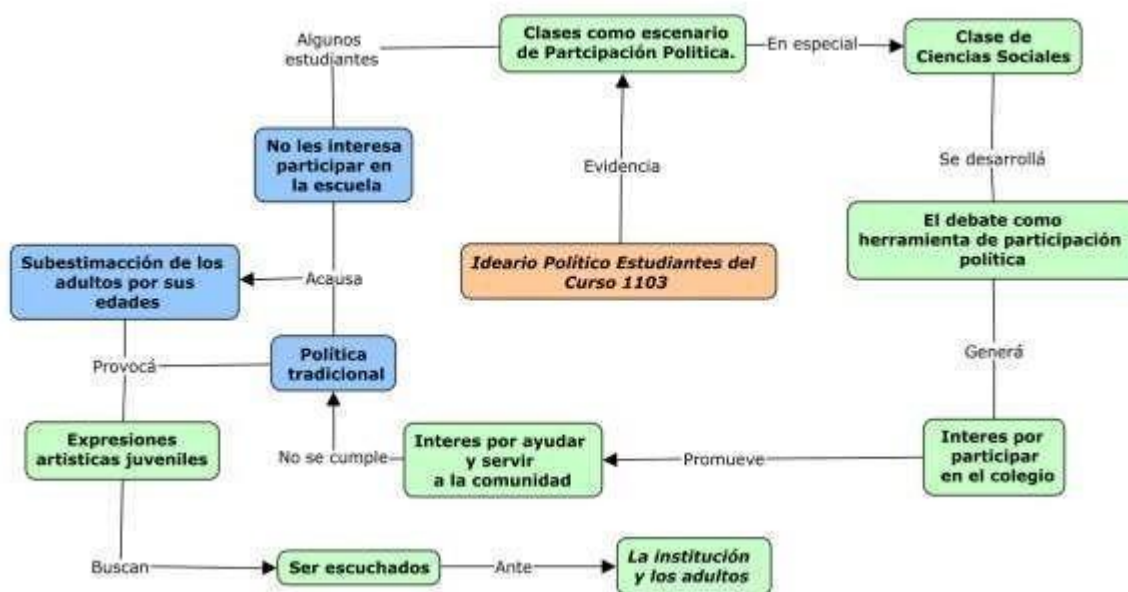 Algunos
estudiantes
Clases como escenario
de Partcipación Politica.
En especial
Clase de
Ciencias Sociales
No les interesa
participar en
la escuela
Evidencia
Se desarrollá
El debate como
herramienta de participación
política
Subestimacción de los
adultos por sus
edades
Acausa
Ideario Político Estudiantes del
Curso 1103
Provocá
Política
tradicional
Generá
Expresiones
artisticas juveniles
No se cumple
Interes por ayudar
y servir
a la comunidad
Promueve
Interes por
participar
en el colegio
Buscan
Ser escuchados
Ante
La institución
y los adultos